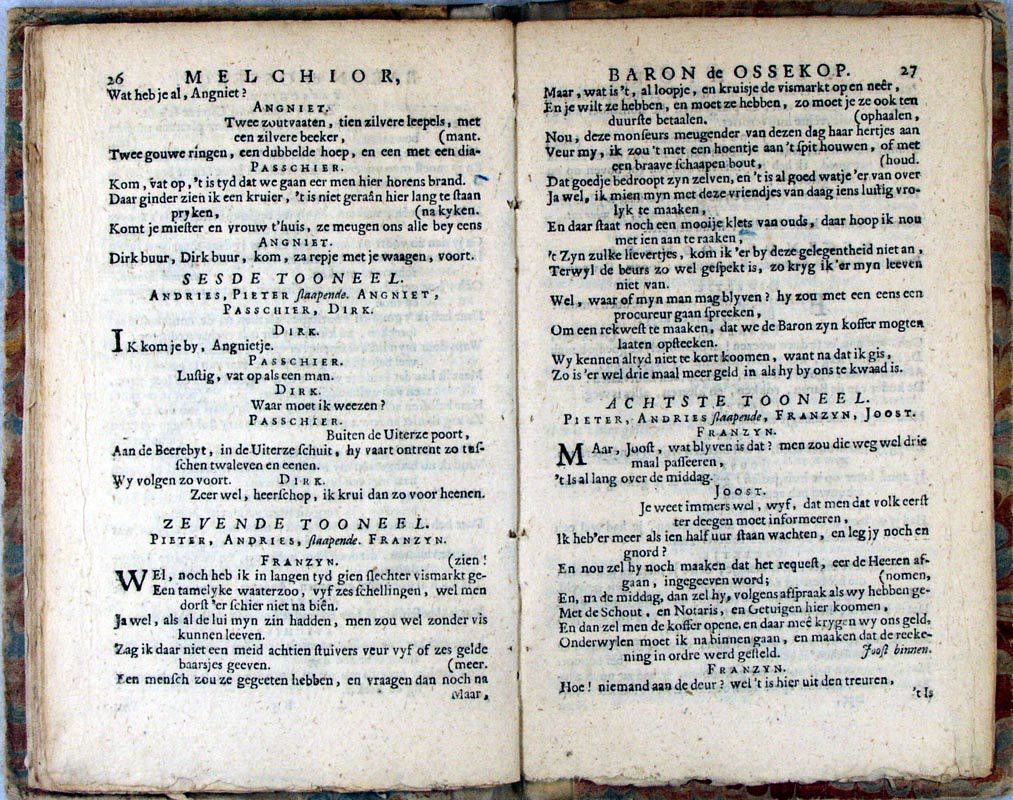 26 MELCHIOR,
Wat heb je al, Angniet?
ANGNIET.
Twee zoutvaaten, tien zilvere leepels, met
een zilvere beeker, (mant.
Twee gouwe ringen, een dubbelde hoep, en een met een dia-
PASSCHIER.
Kom, vat op, 't is tyd dat we gaan eer men hier horens brand.
Daar ginder zien ik een kruier, 't is niet geraân hier lang te staan
pryken, (na kyken.
Komt je miester en vrouw t'huis, ze meugen ons alle bey eens
ANGNIET.
Dirk buur, Dirk buur, kom, za repje met je waagen, voort.
SESDE TOONEEL.
ANDRIES, PIETER slaapende. ANGNIET,
PASSCHIER, DIRK.
DIRK.
IK kom je by, Angnietje.
PASSCHIER.
Lustig, vat op als een man.
DIRK.
Waar moet ik weezen?
PASSCHIER.
Buiten de Uiterze poort,
Aan de Beerebyt, in de Uiterze schuit, hy vaart ontrent zo tus-
schen twaleven en eenen.
Wy volgen zo voort. DIRK.
Zeer wel, heerschop, ik krui dan zo voor heenen.
ZEVENDE TOONEEL.
PIETER, ANDRIES, slaapende. FRANZYN.
FRANZYN. (zien!
WEl, noch heb ik in langen tyd gien slechter vismarkt ge-
Een tamelyke waaterzoo, vyf zes schellingen, wel men
dorst 'er schier niet na biên.
Ja wel, als al de lui myn zin hadden, men zou wel zonder vis
kunnen leeven.
Zag ik daar niet een meid achtien stuivers veur vyf of zes gelde
baarsjes geeven. (meer.
Een mensch zou ze gegeeten hebben, en vraagen dan noch na
Maar,
BARON de OSSEKOP. 27
Maar, wat is 't, al loopje, en kruisje de vismarkt op en neêr,
En je wilt ze hebben, en moet ze hebben, zo moet je ze ook ten
duurste betaalen. (ophaalen,
Nou, deze monseurs meugender van dezen dag haar hertjes aan
Veur my, ik zou 't met een hoentje aan 't spit houwen, of met
een braave schaapen bout, (houd.
Dat goedje bedroopt zyn zelven, en 't is al goed watje 'er van over
Ja wel, ik mien myn met deze vriendjes van daag iens lustig vro-
lyk te maaken,
En daar staat noch een mooije klets van ouds, daar hoop ik nou
met ien aan te raaken,
't Zyn zulke lievertjes, kom ik 'er by deze gelegentheid niet an,
Terwyl de beurs zo wel gespekt is, zo kryg ik 'er myn leeven
niet van.
Wel, waar of myn man mag blyven? hy zou met een eens een
procureur gaan spreeken,
Om een rekwest te maaken, dat we de Baron zyn koffer mogten
laaten opsteeken.
Wy kennen altyd niet te kort koomen, want na dat ik gis,
Zo is 'er wel drie maal meer geld in als hy by ons te kwaad is.
ACHTSTE TOONEEL.
PIETER, ANDRIES slaapende, FRANZYN, JOOST.
FRANZYN.
MAar, Joost, wat blyven is dat? men zou die weg wel drie
maal passeeren,
't Is al lang over de middag.
JOOST.
Je weet immers wel, wyf, dat men dat volk eerst
ter deegen moet informeeren,
Ik heb 'er meer als ien half uur staan wachten, en leg jy noch en
gnord?
En nou zel hy noch maaken dat het request, eer de Heeren af-
gaan, ingegeeven word; (nomen,
En, na de middag, dan zel hy, volgens afspraak als wy hebben ge-
Met de Schout, en Notaris, en Getuigen hier koomen,
En dan zel men de koffer opene, en daar meê krygen wy ons geld,
Onderwylen moet ik na binnen gaan, en maaken dat de reeke-
ning in ordre werd gesteld. Joost binnen.
FRANZYN.
Hoe! niemand aan de deur? wel 't is hier uit den treuren,
't Is